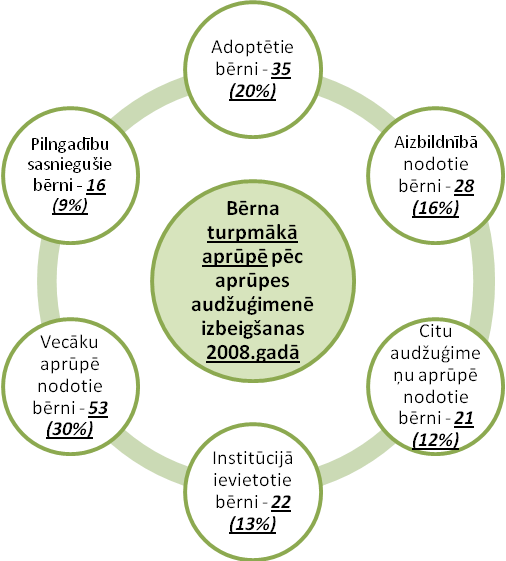 Bērna
turpmākā
aprūpē pēc
aprūpes
audžuģimenē
izbeigšanas
2008.gadā
Adoptētie
bērni - 35
(20%)
Aizbildnībā
nodotie
bērni - 28
(16%)
Citu
audžuģime
ņu aprūpē
nodotie
bērni - 21
(12%)
Institūcijā
ievietotie
bērni - 22
(13%)
Vecāku
aprūpē
nodotie
bērni - 53
(30%)
Pilngadību
sasniegušie
bērni - 16
(9%)